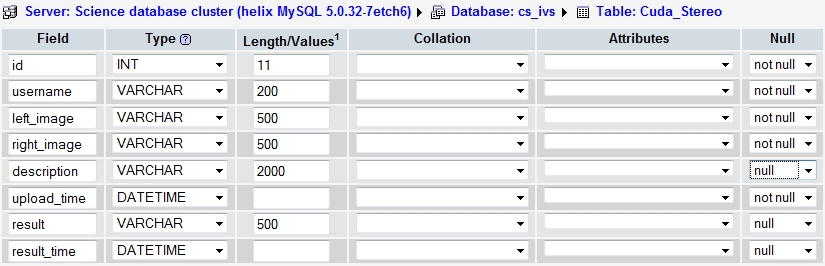 Server: Science database cluster (helix MySQL 5.0.32-7etch6) Database: cs_ivs Table: Cuda_Stereo
Field Type ? Length/Values1 Collation Attributes Null
id INT 11 not null
username VARCHAR 200 not null
left_image VARCHAR 500 not null
right_image VARCHAR 500 not null
description VARCHAR 2000 null
upload_time DATETIME not null
result VARCHAR 500 null
result_time DATETIME null